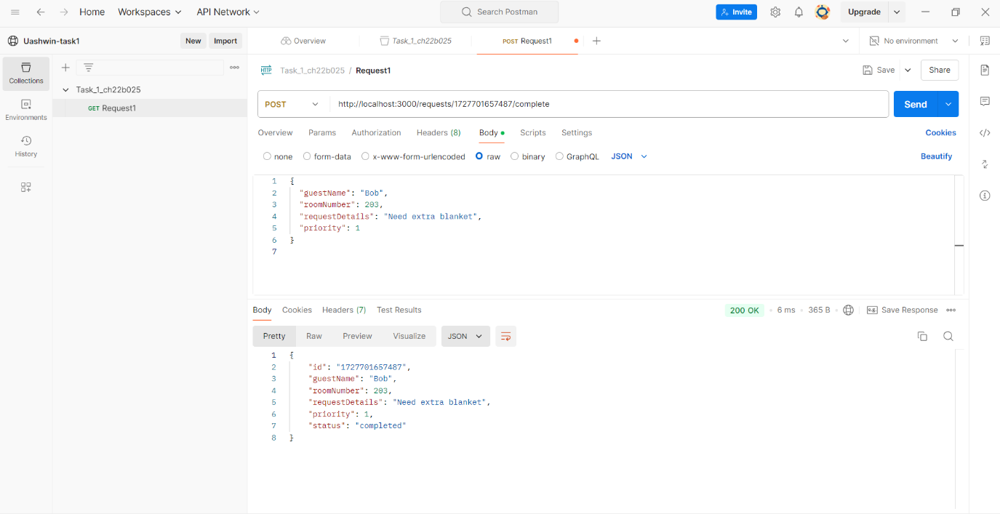 Home Workspaces API Network Search Postman Invite Upgrade
Uashwin-task1 New Import Overview Task_1_ch22b025 POST Request1 No environment
Collections
Environments
History
Task_1_ch22b025
GET Request1
HTTP Task_1_ch22b025 / Request1 Save Share
POST http://localhost:3000/requests/1727701657487/complete Send
Overview Params Authorization Headers (8) Body Scripts Settings Cookies
none form-data x-www-form-urlencoded raw binary GraphQL JSON Beautify
1 {
2 "guestName": "Bob",
3 "roomNumber": 203,
4 "requestDetails": "Need extra blanket",
5 "priority": 1
6 }
7
Body Cookies Headers (7) Test Results 200 OK 6 ms 365 B e.g. Save Response
Pretty Raw Preview Visualize JSON
1 {
2 "id": "1727701657487",
3 "guestName": "Bob",
4 "roomNumber": 203,
5 "requestDetails": "Need extra blanket",
6 "priority": 1,
7 "status": "completed"
8 }